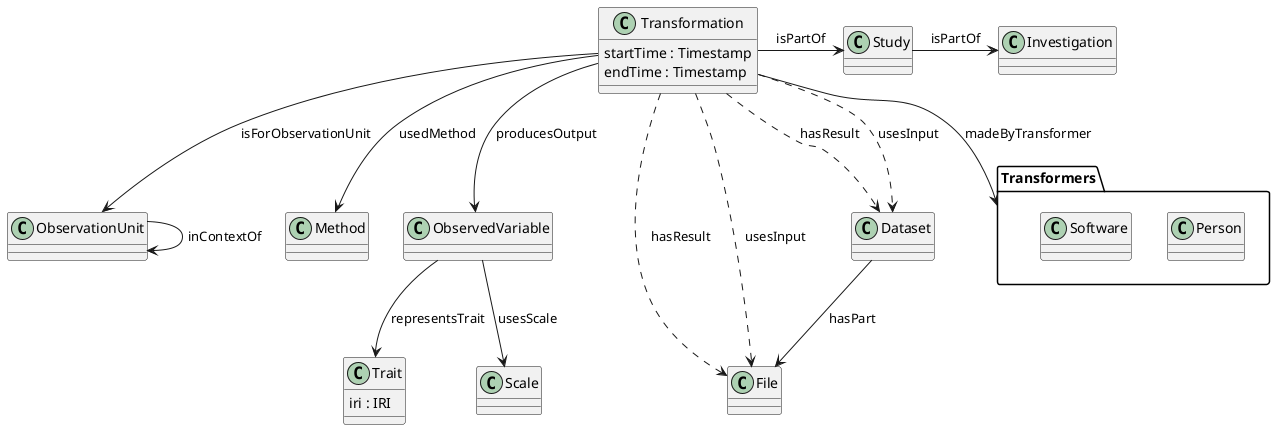 Transformation
startTime : Timestamp
endTime : Timestamp
isPartOf
Study
isPartOf
Investigation
isForObservationUnit
usedMethod
producesOutput
hasResult
usesInput
madeByTransformer
Transformers
ObservationUnit
inContextOf
Method
ObservedVariable
hasResult
usesInput
Dataset
Software
Person
representsTrait
usesScale
hasPart
Trait
iri : IRI
Scale
File